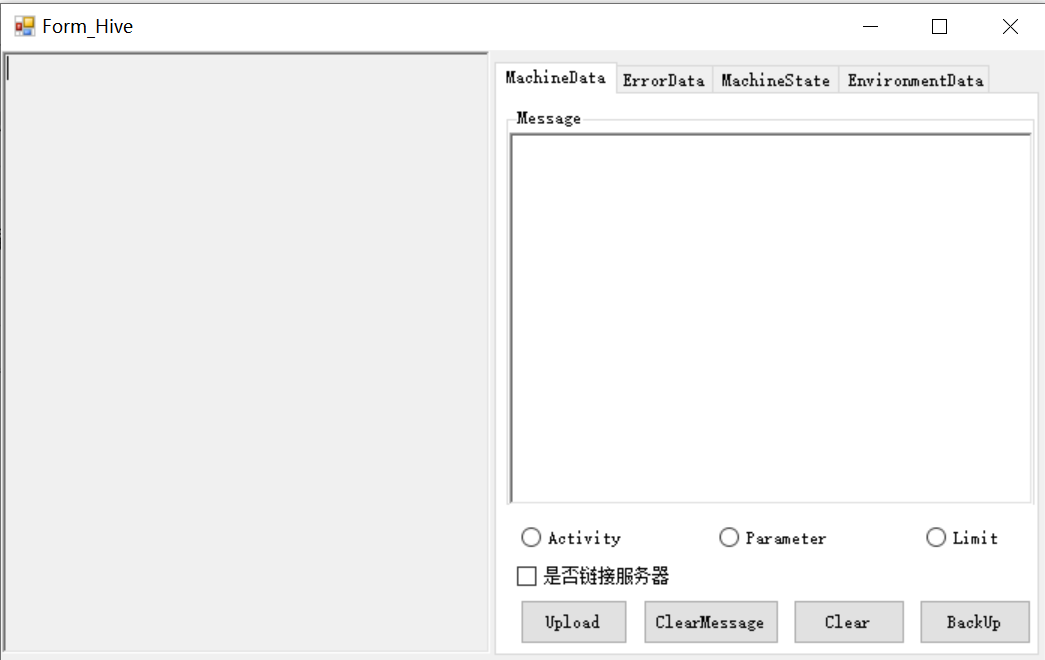 Form_Hive
MachineData ErrorData MachineState EnvironmentData
Message
Activity Parameter Limit
是否链接服务器
Upload ClearMessage Clear BackUp